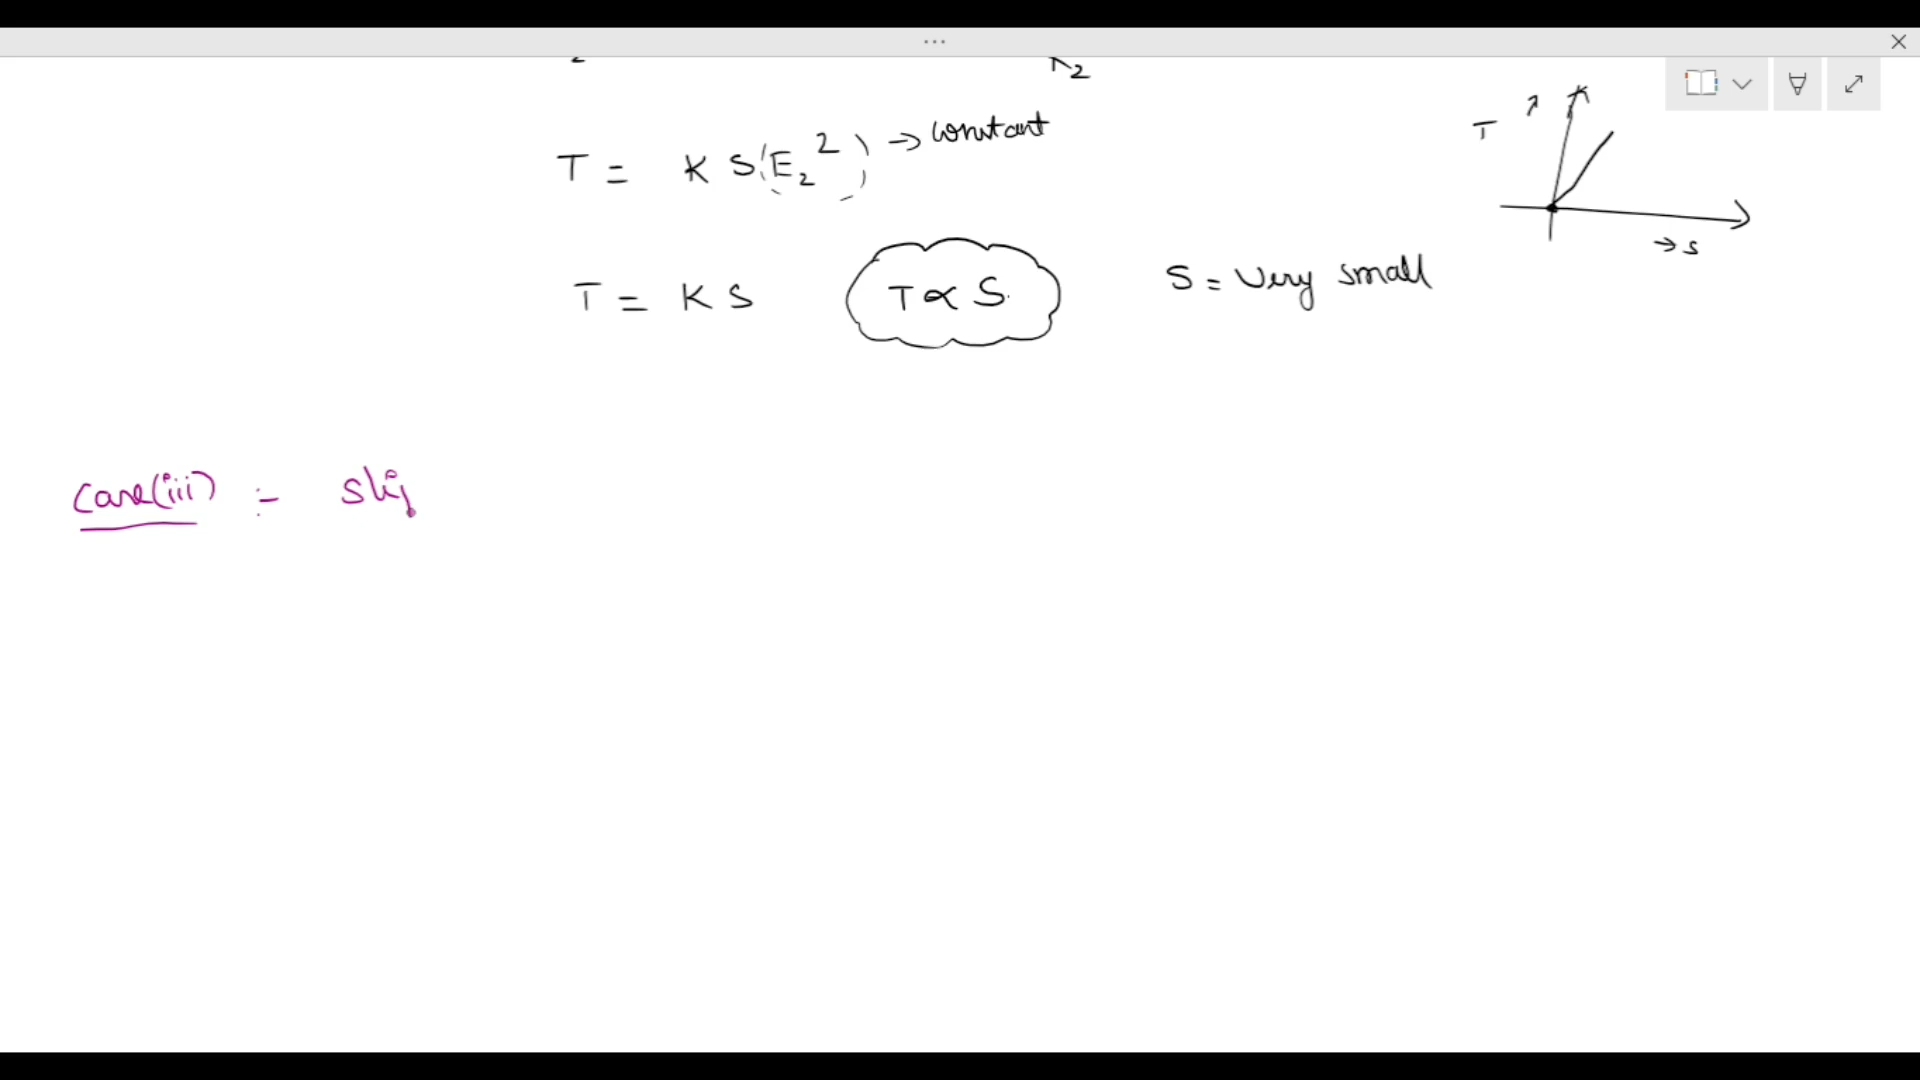 T = K S(E₂²) → constant
T ↗
→ s
T = K S T ∝ S. S = Very small
Case(iii) :- slip